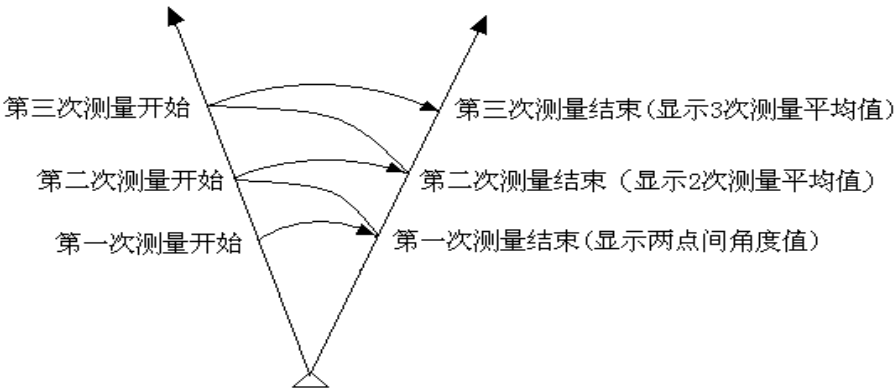 第三次测量开始
第三次测量结束(显示3次测量平均值)
第二次测量开始
第二次测量结束（显示2次测量平均值)
第一次测量开始
第一次测量结束(显示两点间角度值)